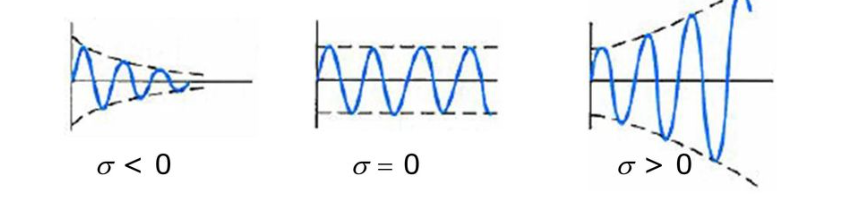 σ < 0
σ = 0
σ > 0